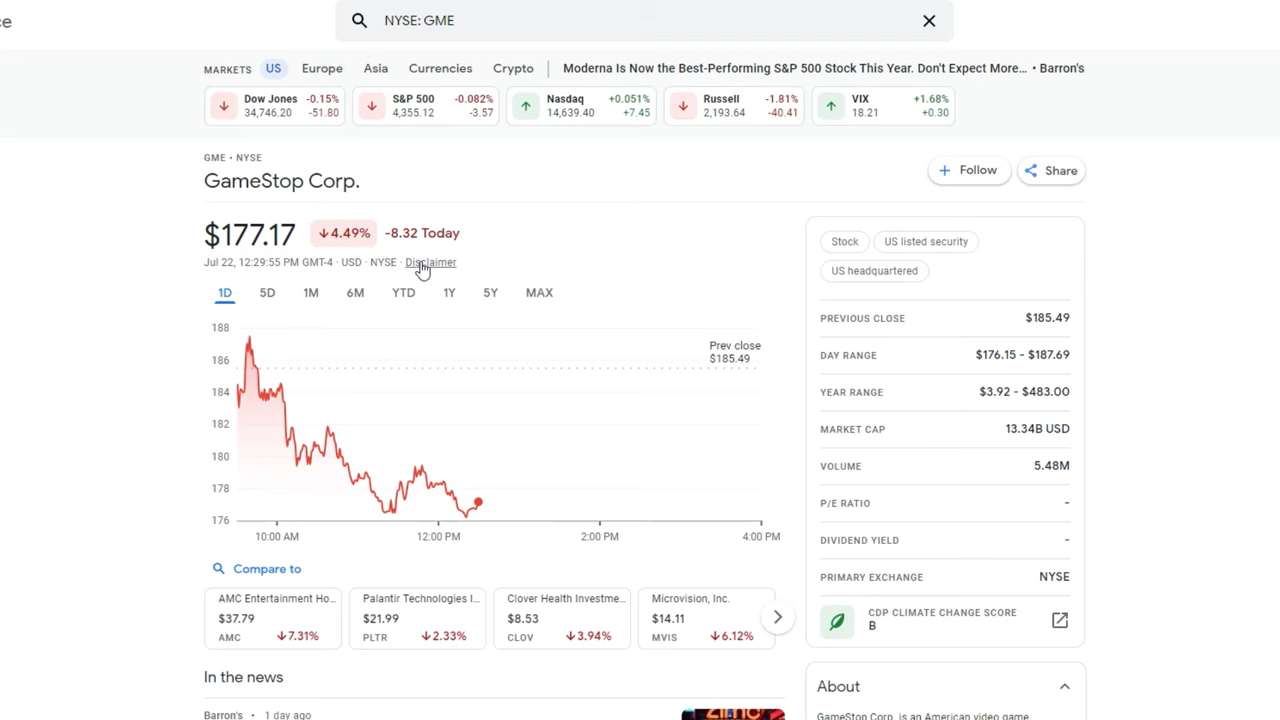 ce
NYSE: GME
MARKETS US Europe Asia Currencies Crypto Moderna Is Now the Best-Performing S&P 500 Stock This Year. Don't Expect More… • Barron's
Dow Jones -0.15%
34,746.20 -51.80
S&P 500 -0.082%
4,355.12 -3.57
Nasdaq +0.051%
14,639.40 +7.45
Russell -1.81%
2,193.64 -40.41
VIX +1.68%
18.21 +0.30
GME • NYSE
GameStop Corp.
Follow Share
$177.17 4.49% -8.32 Today
Jul 22, 12:29:55 PM GMT-4 · USD · NYSE · Disclaimer
1D 5D 1M 6M YTD 1Y 5Y MAX
188
186
184
182
180
178
176
Prev close
$185.49
10:00 AM 12:00 PM 2:00 PM 4:00 PM
Compare to
AMC Entertainment Ho…
$37.79
AMC 7.31%
Palantir Technologies I…
$21.99
PLTR 2.33%
Clover Health Investme…
$8.53
CLOV 3.94%
Microvision, Inc.
$14.11
MVIS 6.12%
In the news
Barron's • 1 day ago
Stock US listed security
US headquartered
PREVIOUS CLOSE $185.49
DAY RANGE $176.15 - $187.69
YEAR RANGE $3.92 - $483.00
MARKET CAP 13.34B USD
VOLUME 5.48M
P/E RATIO -
DIVIDEND YIELD -
PRIMARY EXCHANGE NYSE
CDP CLIMATE CHANGE SCORE
B
About
GameStop Corp. is an American video game